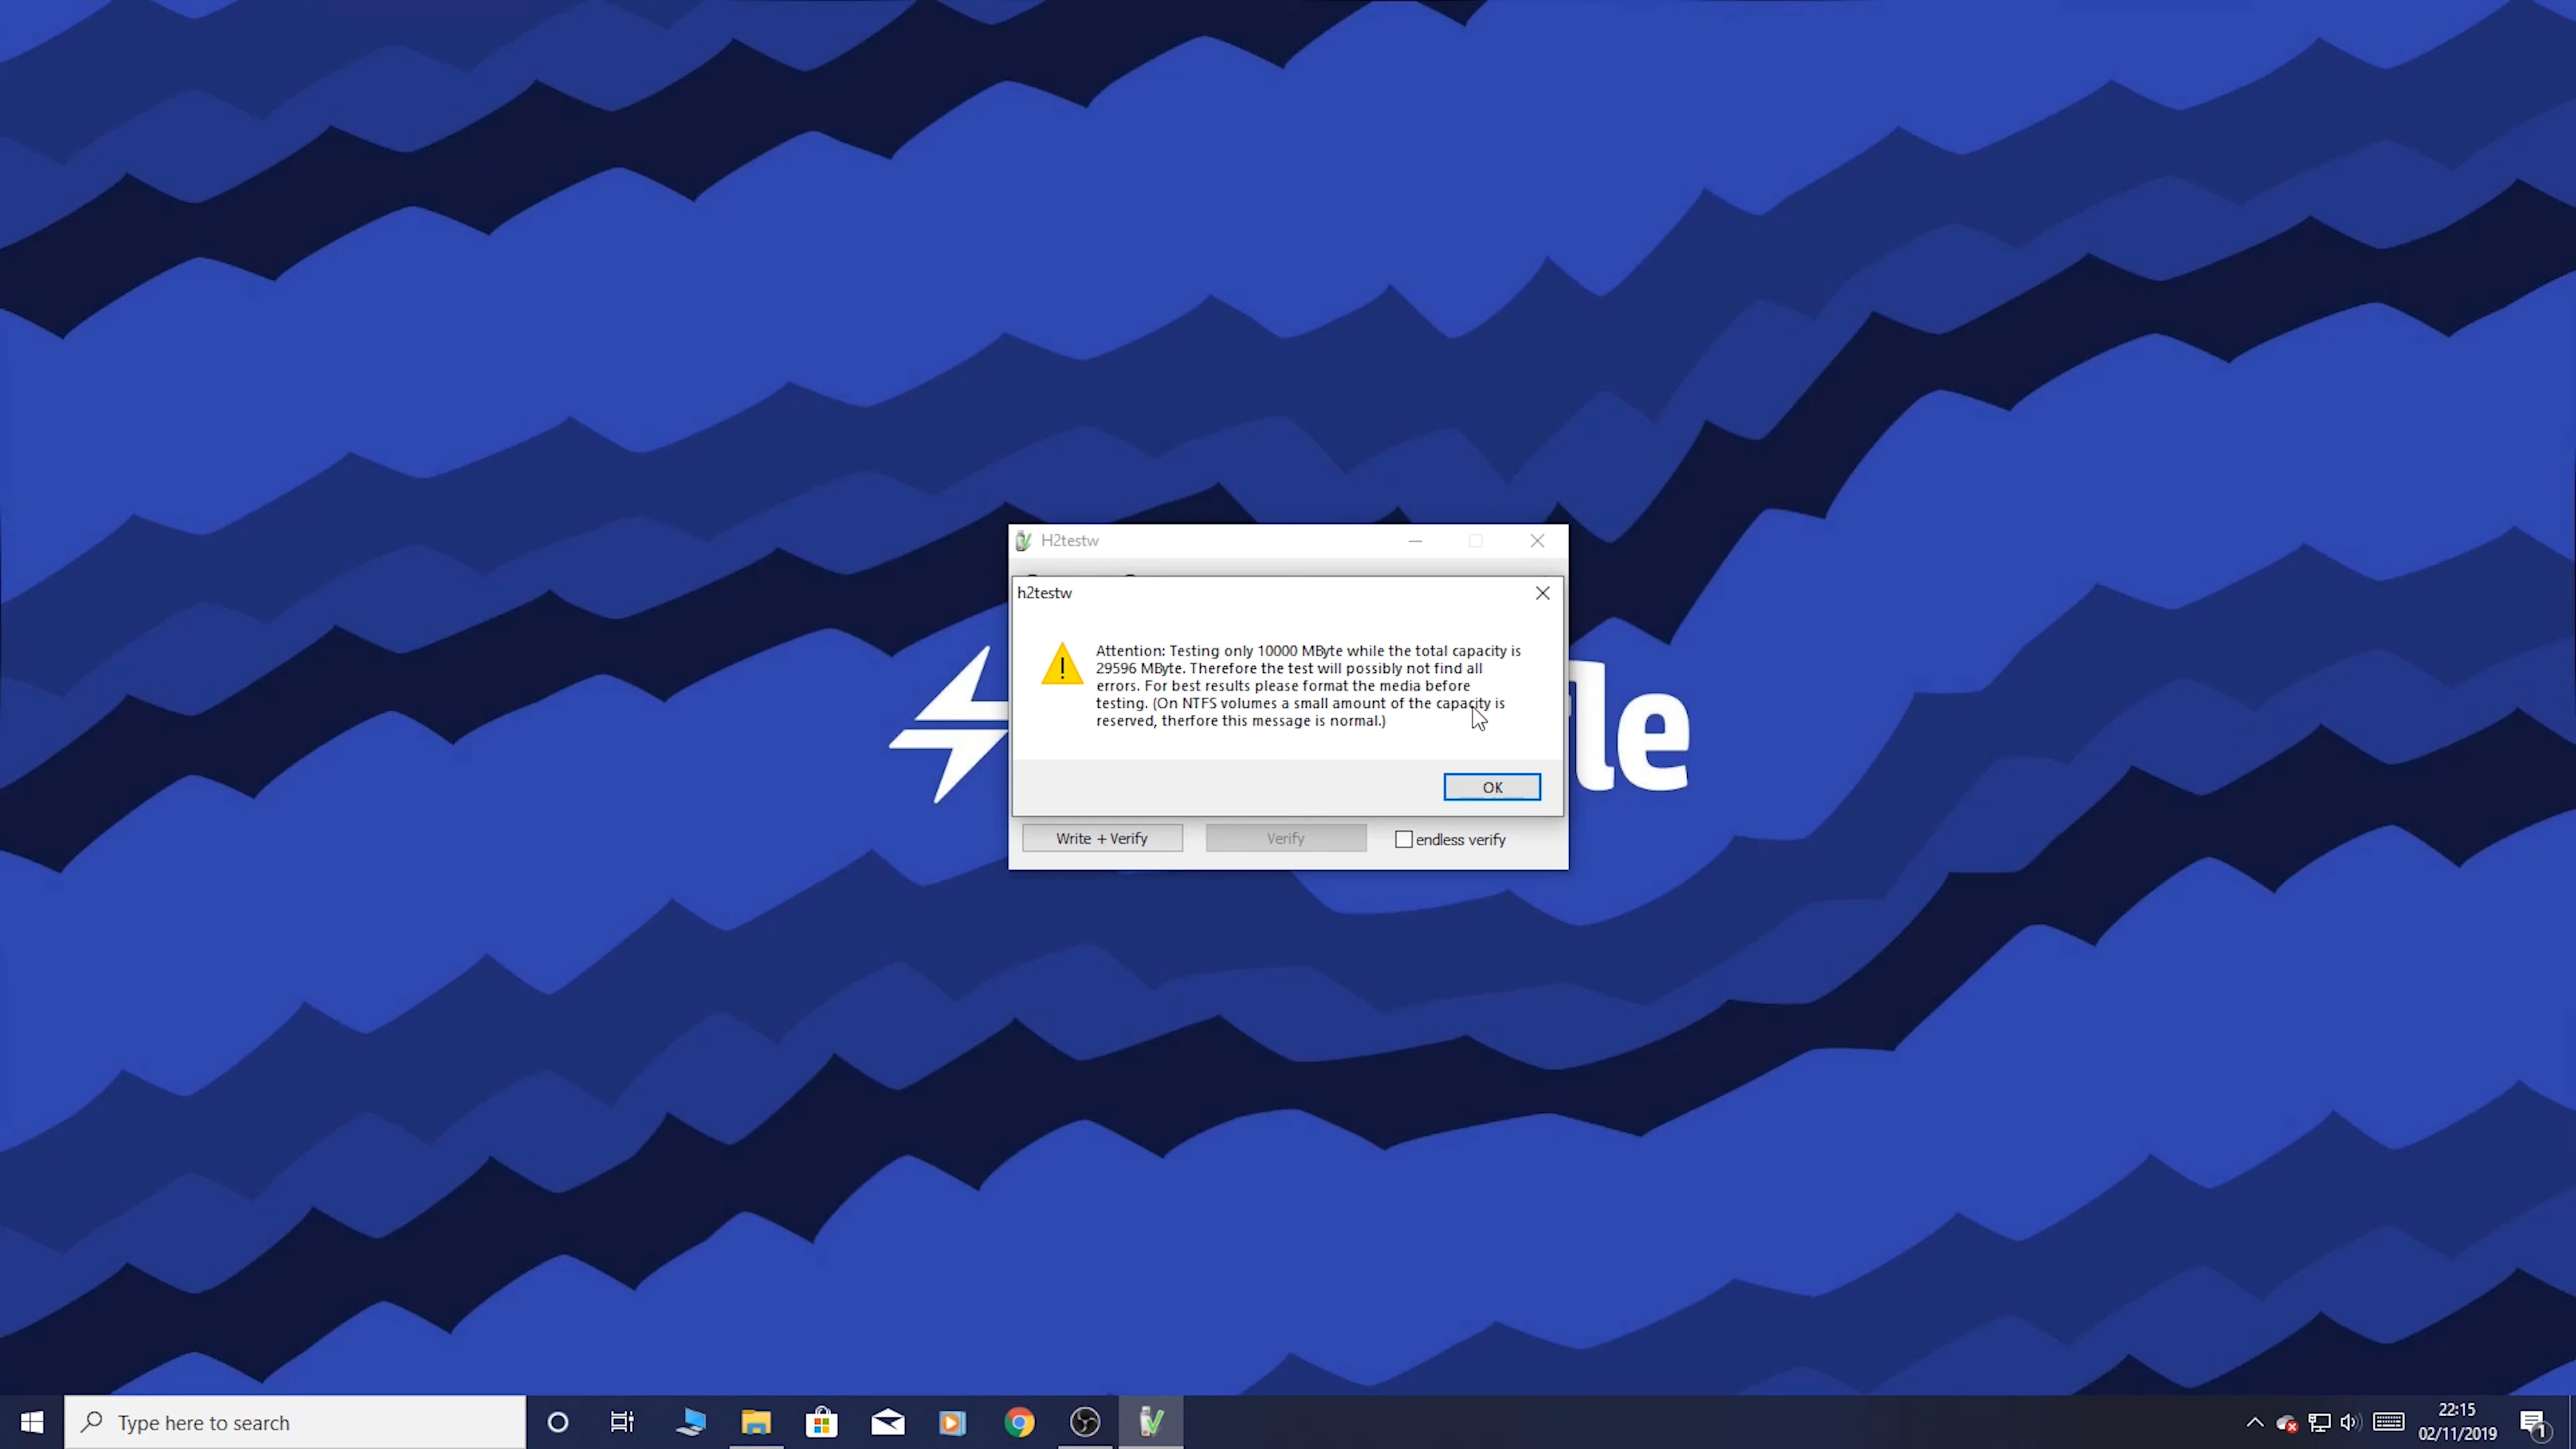 H2testw
h2testw
Attention: Testing only 10000 MByte while the total capacity is
29596 MByte. Therefore the test will possibly not find all
errors. For best results please format the media before
testing. (On NTFS volumes a small amount of the capacity is
reserved, therfore this message is normal.)
le
OK
Write + Verify
Verify
endless verify
Type here to search
22:15
02/11/2019
1